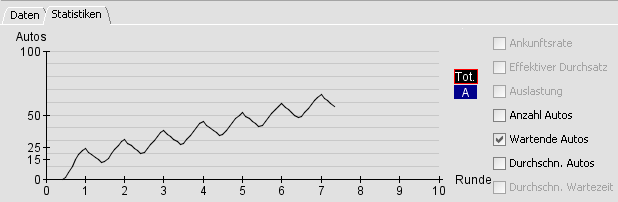 Daten Statistiken
Autos
100
50
25
15
0
0 1 2 3 4 5 6 7 8 9 10 Runde
Tot.
A
Ankunftsrate
Effektiver Durchsatz
Auslastung
Anzahl Autos
Wartende Autos
Durchschn. Autos
Durchschn. Wartezeit